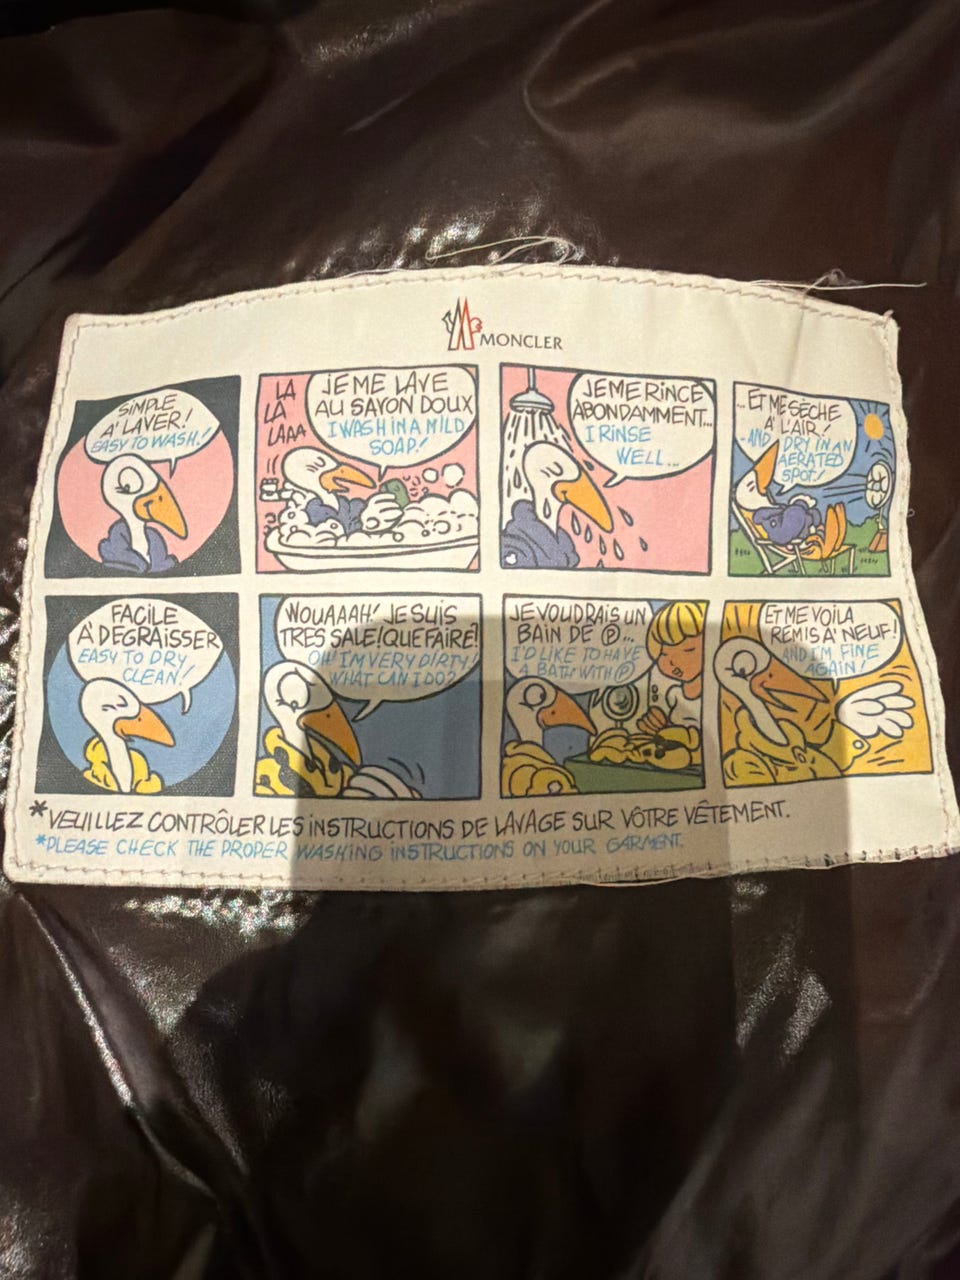 MONCLER
SIMPLE
A' LAVER!
EASY TO WASH!
LA
LA
LAAA
JE ME LAVE
AU SAVON DOUX
I WASH IN A MILD
SOAP!
JE ME RINCE
ABONDAMMENT...
I RINSE
WELL...
...ET ME SÈCHE
A' L'AIR!
...AND DRY IN AN
AERATED
SPOT!
FACILE
A' DEGRAISSER
EASY TO DRY
CLEAN!
WOUAAAH! JE SUIS
TRES SALE! QUE FAIRE?
OH! I'M VERY DIRTY!
WHAT CAN I DO?
JE VOUDRAIS UN
BAIN DE Ⓟ...
I'D LIKE TO HAVE
A BATH WITH Ⓟ
ET ME VOILA
REMIS A' NEUF!
AND I'M FINE
AGAIN!
*VEUILLEZ CONTRÔLER LES INSTRUCTIONS DE LAVAGE SUR VÔTRE VÊTEMENT.
*PLEASE CHECK THE PROPER WASHING INSTRUCTIONS ON YOUR GARMENT.